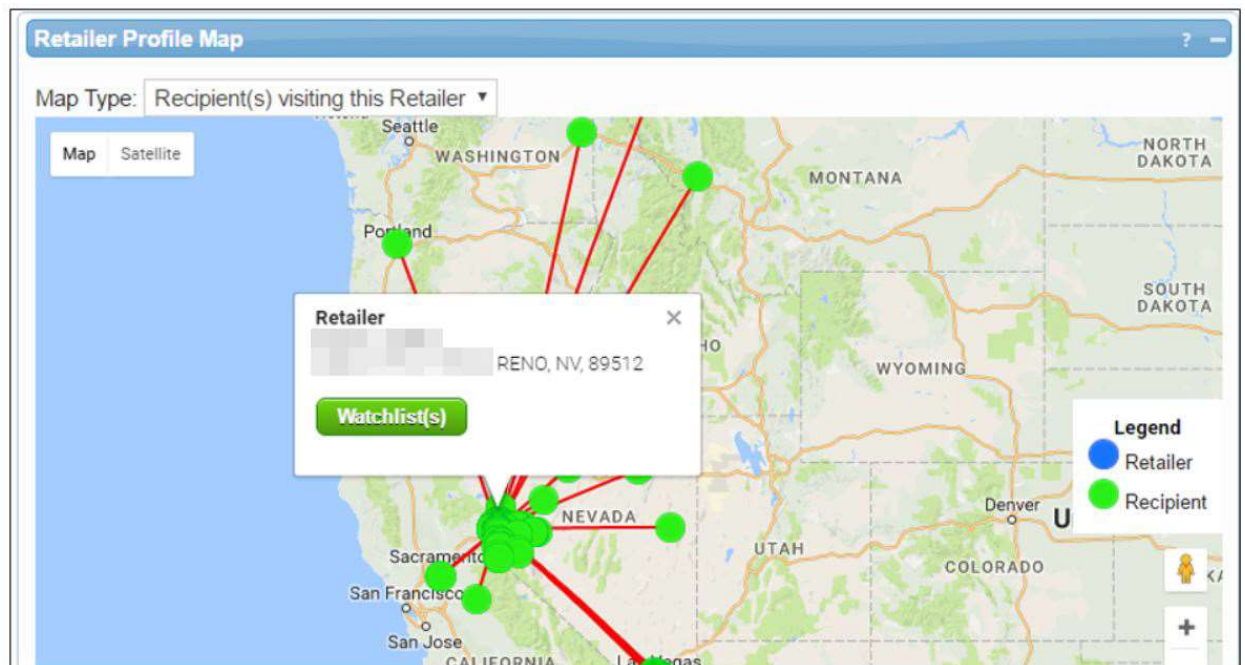 Retailer Profile Map
? –
Map Type: Recipient(s) visiting this Retailer ▼
Map Satellite
Seattle
WASHINGTON
MONTANA
NORTH
DAKOTA
Portland
SOUTH
DAKOTA
Retailer ×
RENO, NV, 89512
Watchlist(s)
WYOMING
Legend
Retailer
Recipient
Denver
NEVADA
UTAH
COLORADO
Sacramento
San Francisco
San Jose
CALIFORNIA
Las Vegas
+